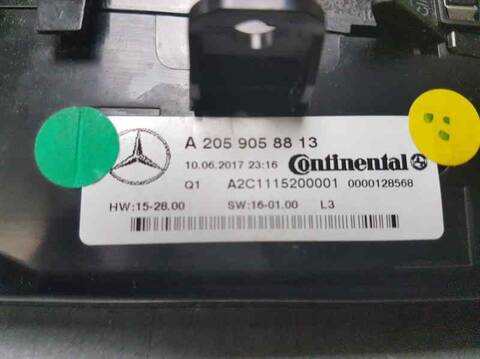 A 205 905 88 13
10.06.2017 23:16 Continental
Q1 A2C1115200001 0000128568
HW:15-28.00 SW:16-01.00 L3